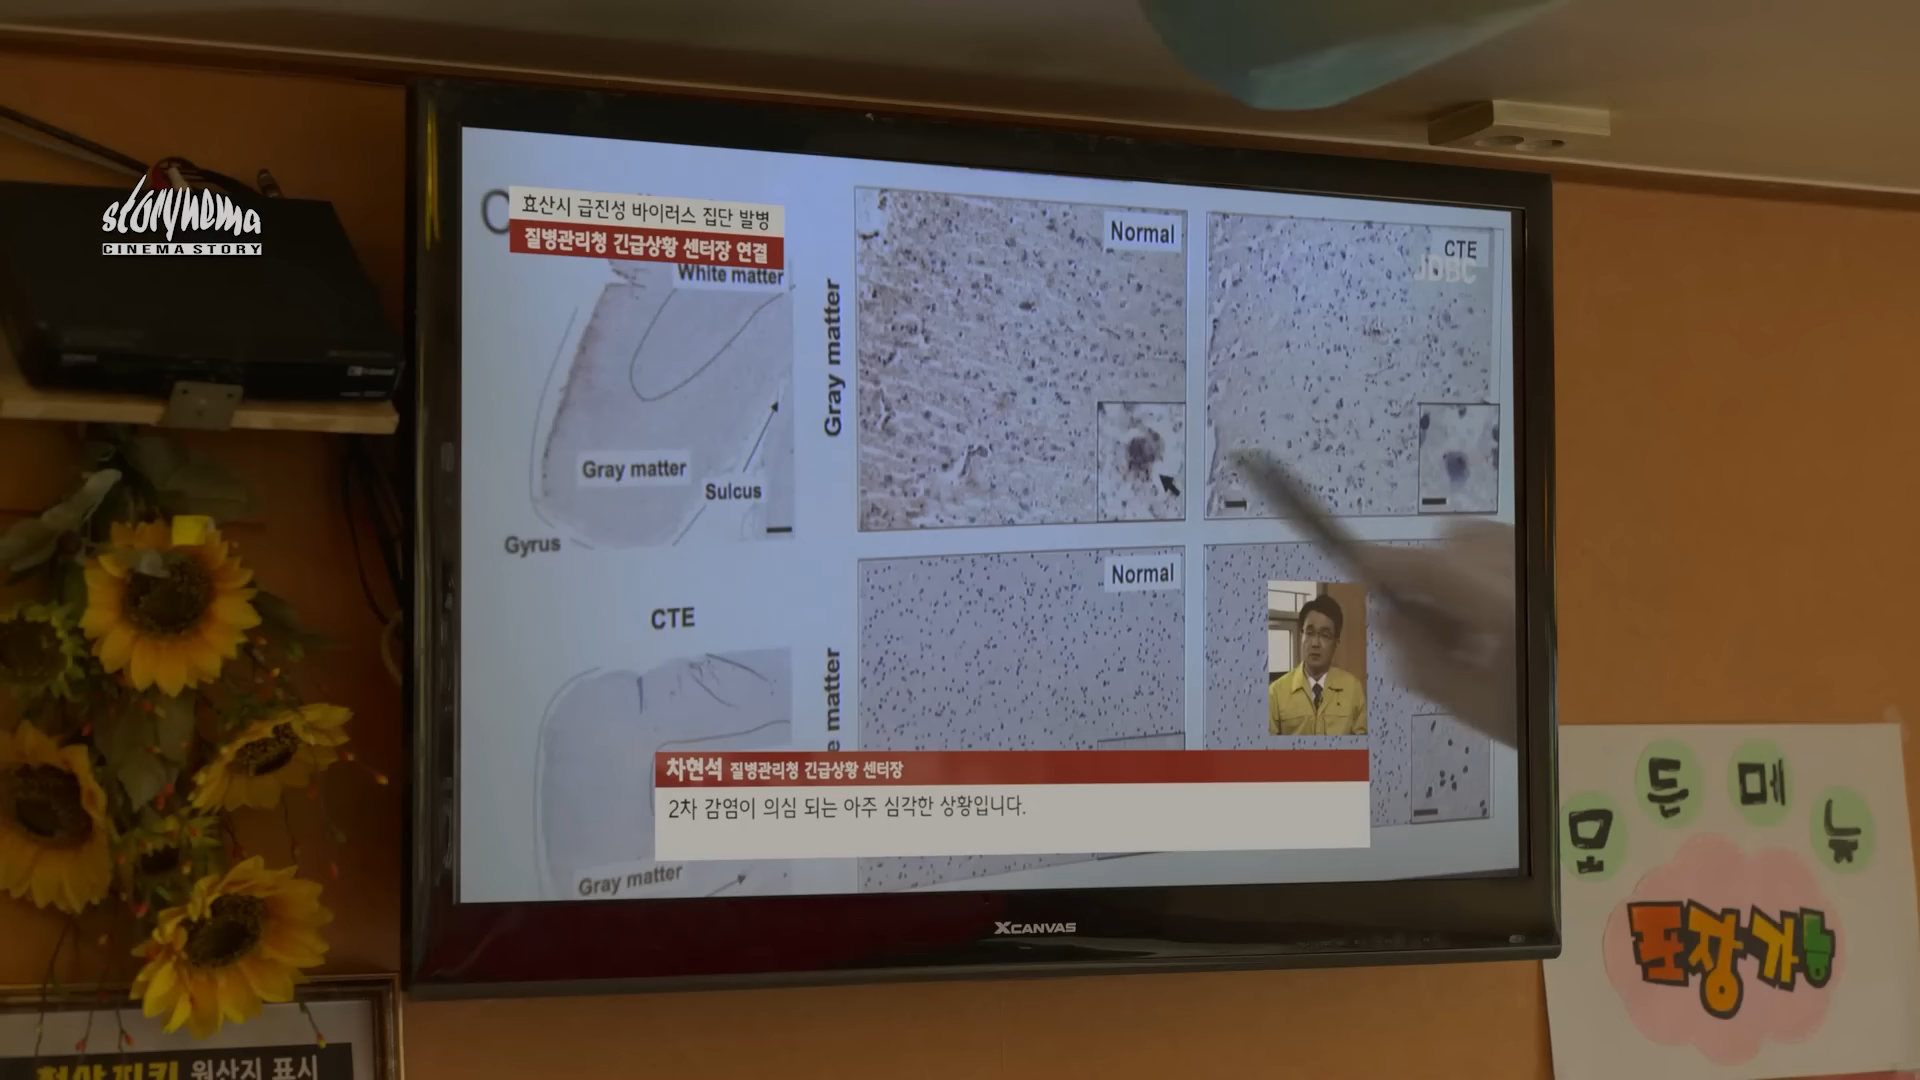 storynema
CINEMA STORY
효산시 급진성 바이러스 집단 발병
질병관리청 긴급상황 센터장 연결
White matter
Gray matter
Sulcus
Gyrus
CTE
Gray matter
Gray matter
Normal
CTE
JDBC
Normal
e matter
차현석 질병관리청 긴급상황 센터장
2차 감염이 의심 되는 아주 심각한 상황입니다.
XCANVAS
모든메뉴
포장가능
원산지 표시